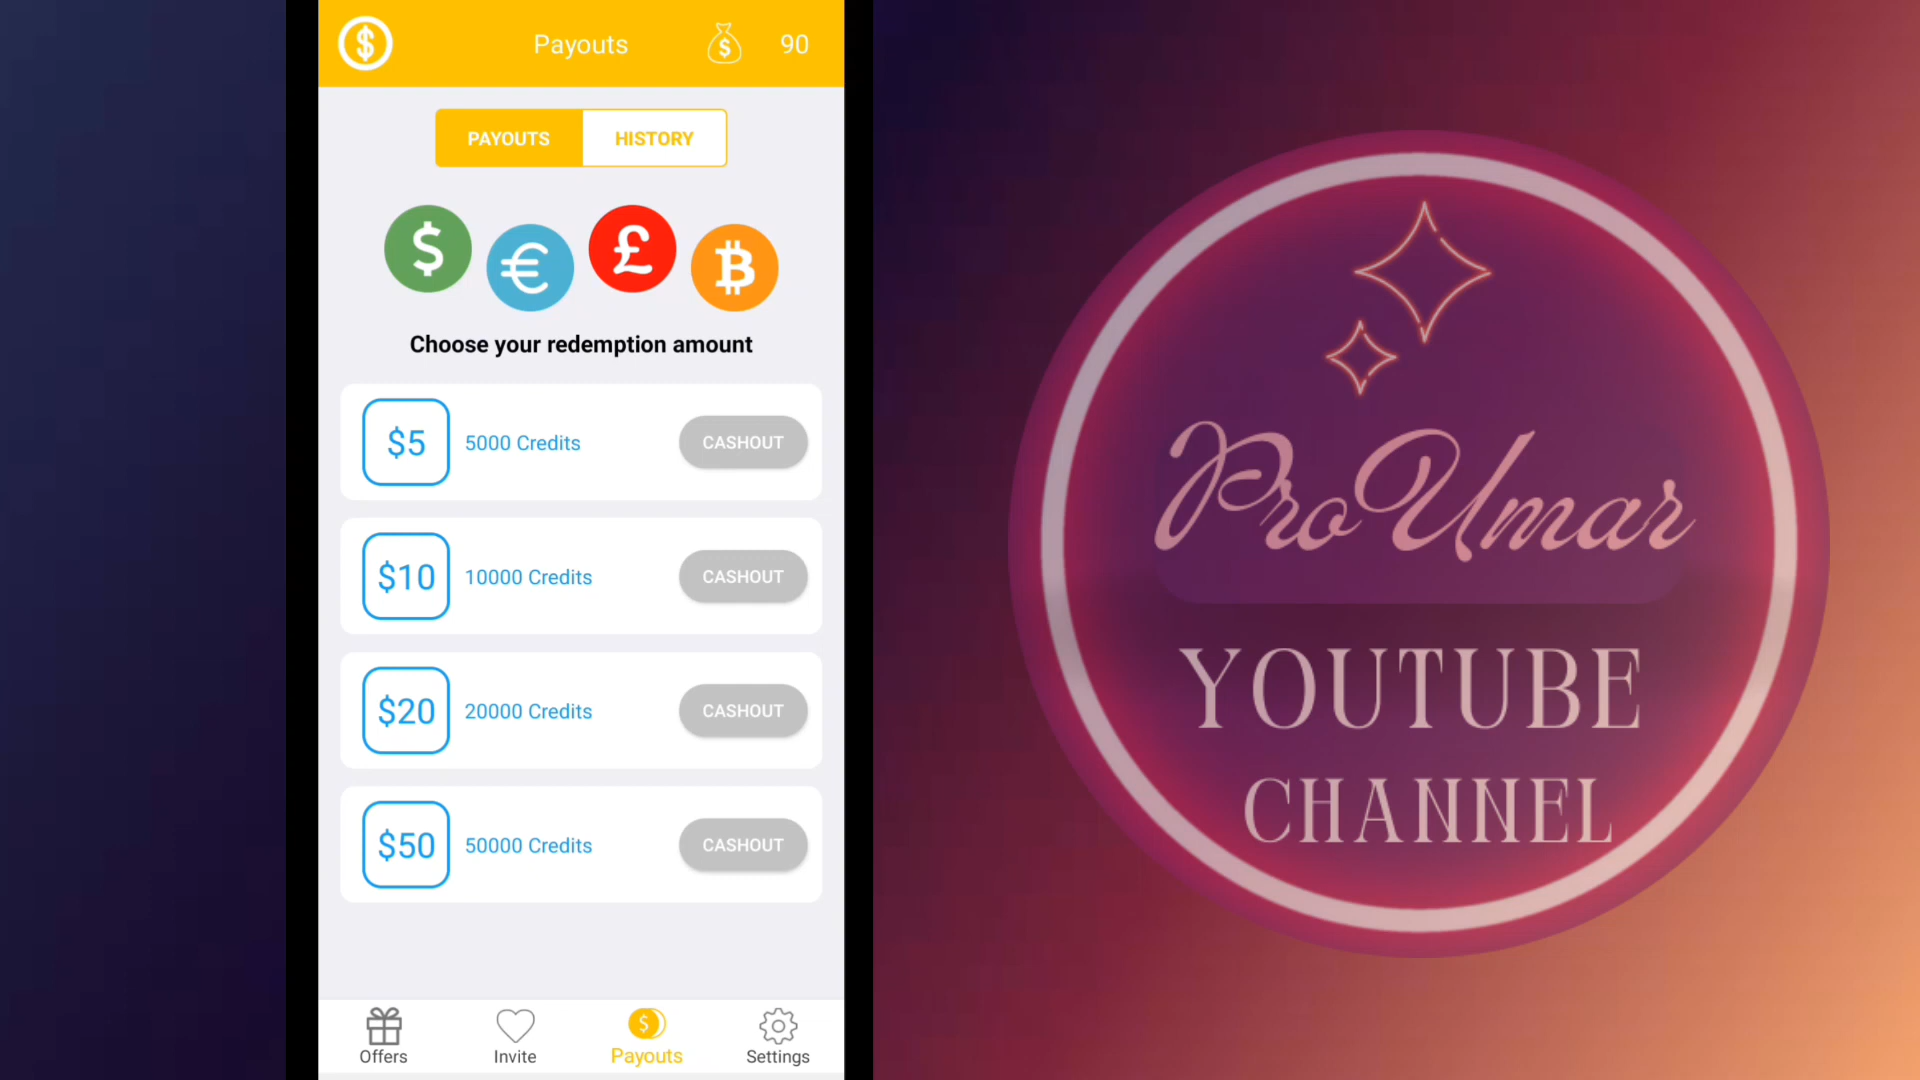 Payouts
90
PAYOUTS
HISTORY
Choose your redemption amount
$5
5000 Credits
CASHOUT
$10
10000 Credits
CASHOUT
$20
20000 Credits
CASHOUT
$50
50000 Credits
CASHOUT
Offers
Invite
Payouts
Settings
ProUmar
YOUTUBE
CHANNEL